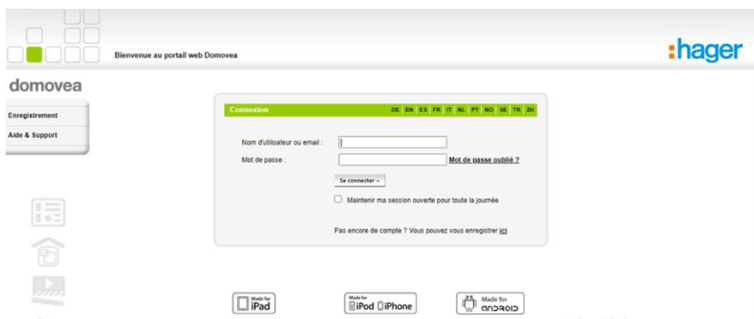 Bienvenue au portail web Domovea
:hager
domovea
Enregistrement
Aide & Support
Connexion DE EN ES FR IT NL PT NO SE TR ZH
Nom d'utilisateur ou email :
Mot de passe : Mot de passe oublié ?
Se connecter »
Maintenir ma session ouverte pour toute la journée
Pas encore de compte ? Vous pouvez vous enregistrer ici
Made for iPad
Made for iPod iPhone
Made for ANDROID